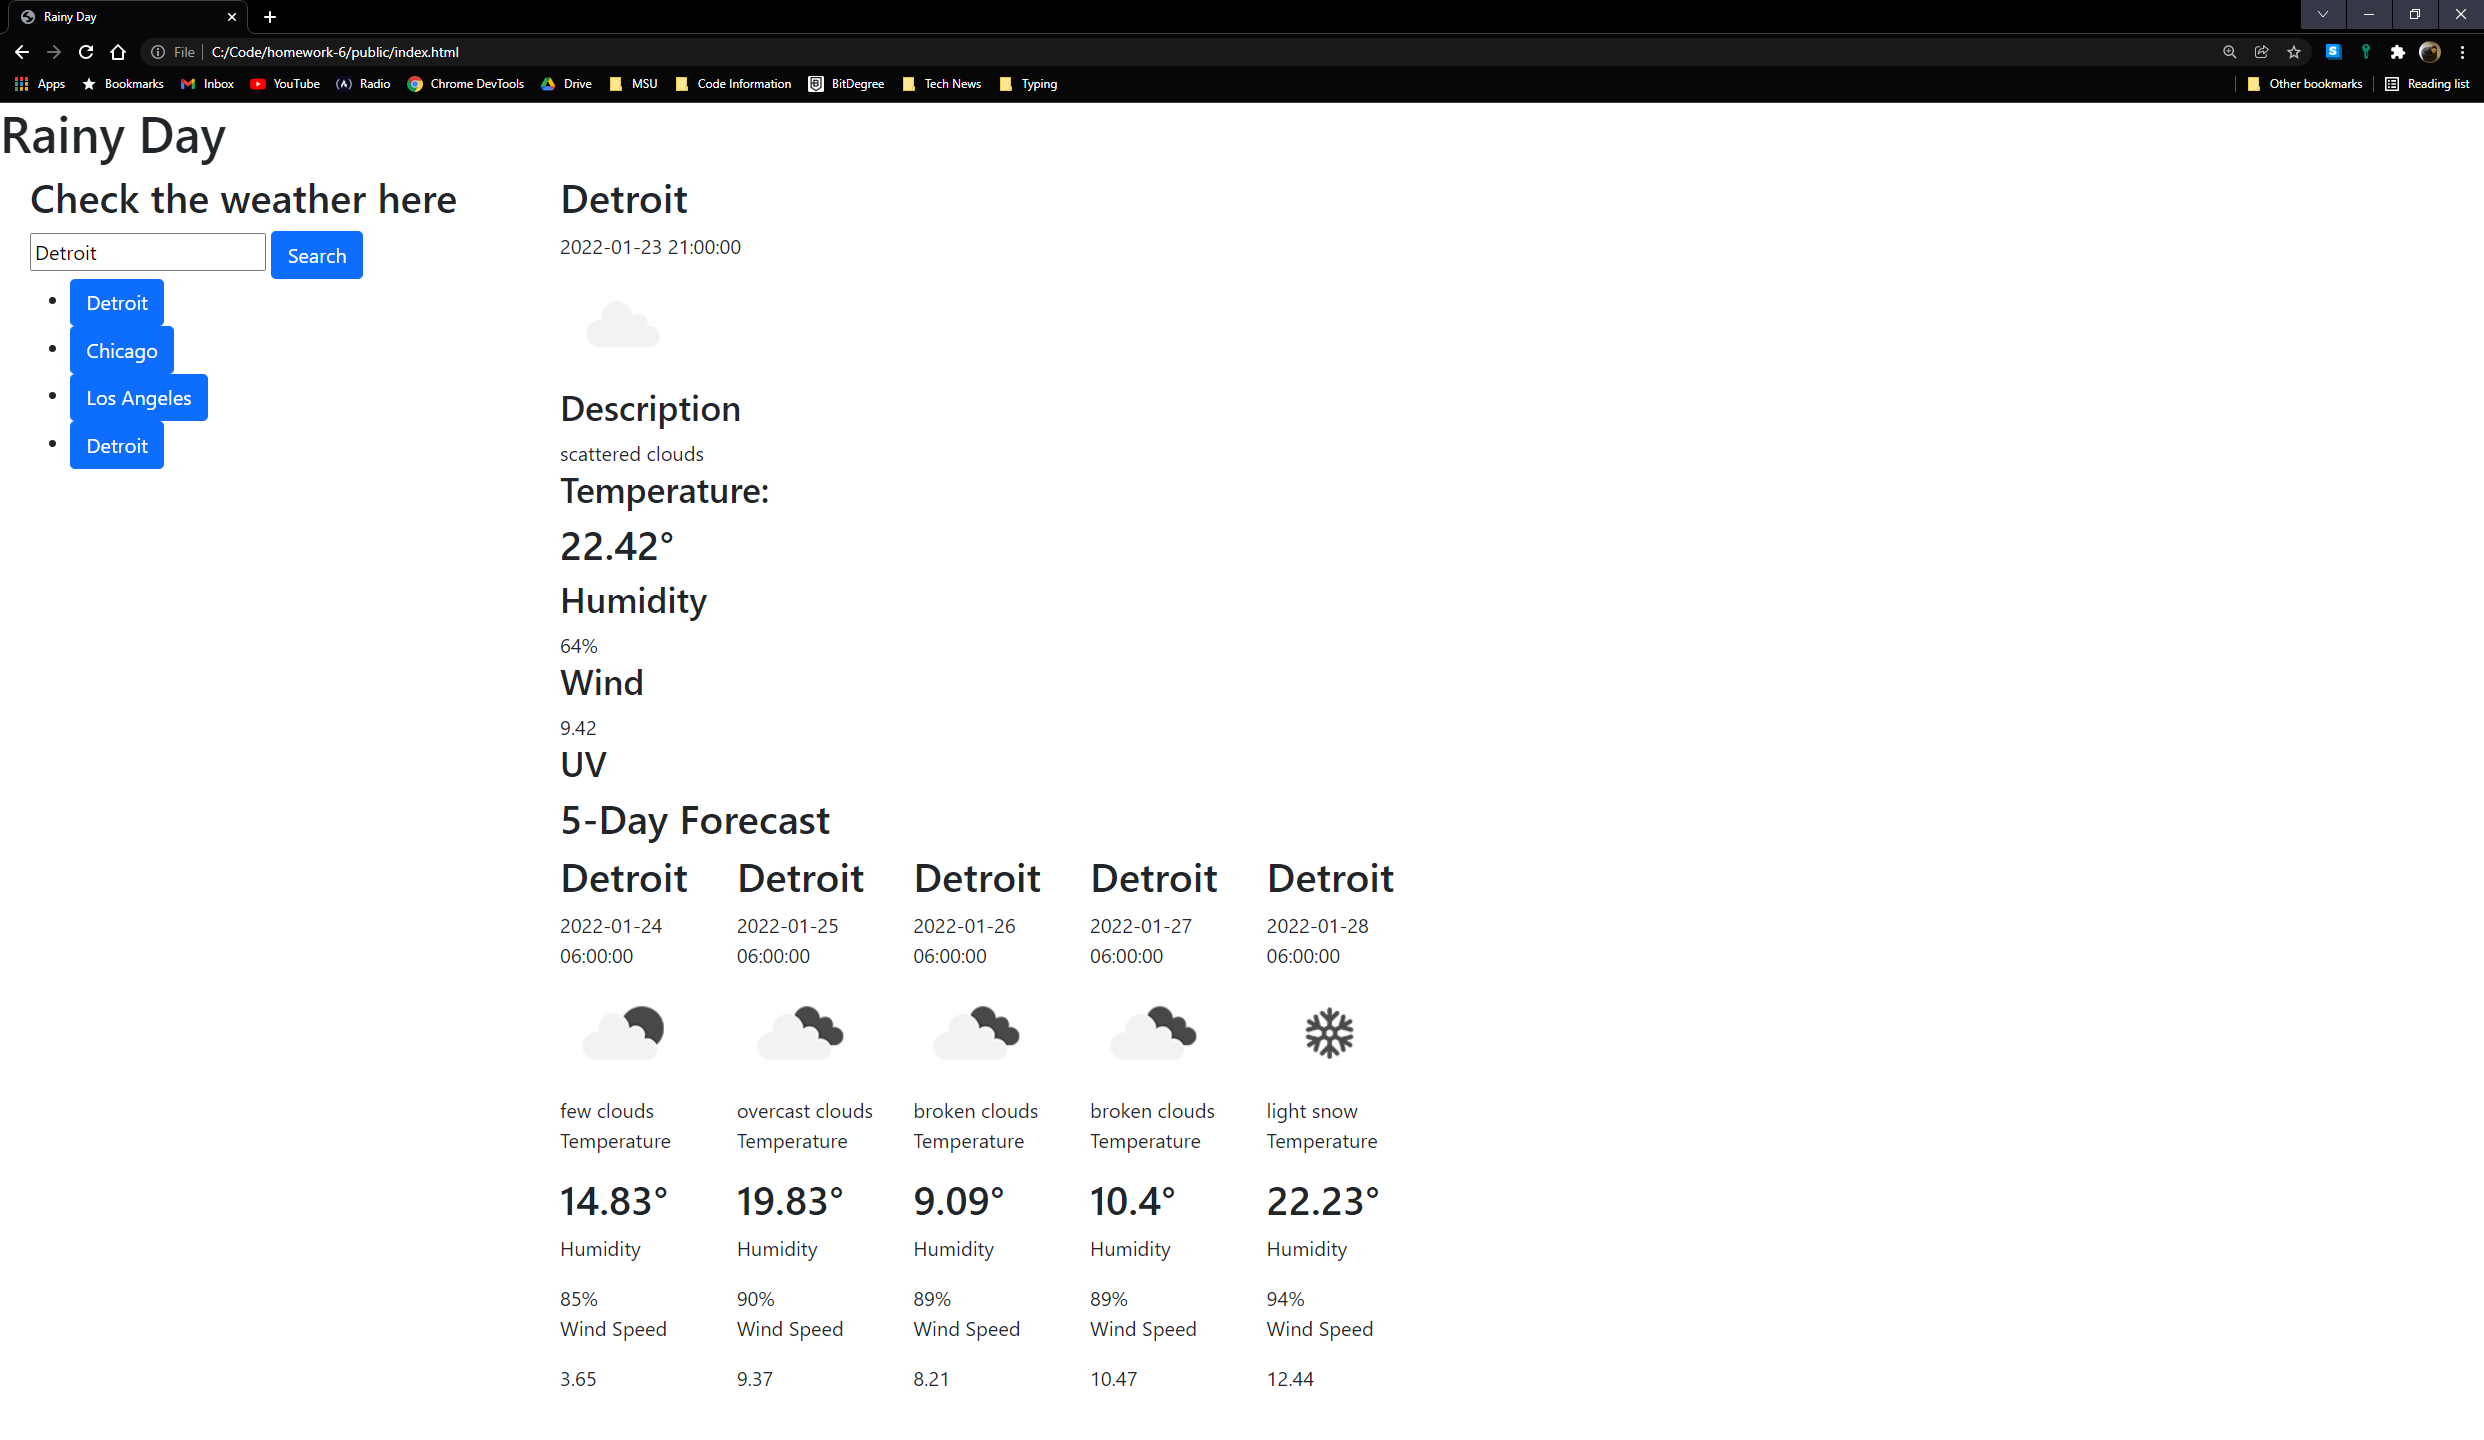 Rainy Day
File
C:/Code/homework-6/public/index.html
Apps Bookmarks Inbox YouTube Radio Chrome DevTools Drive MSU Code Information BitDegree Tech News Typing Other bookmarks Reading list
Rainy Day
Check the weather here
Detroit Search
Detroit
Chicago
Los Angeles
Detroit
Detroit
2022-01-23 21:00:00
Description
scattered clouds
Temperature:
22.42°
Humidity
64%
Wind
9.42
UV
5-Day Forecast
Detroit Detroit Detroit Detroit Detroit
2022-01-24 2022-01-25 2022-01-26 2022-01-27 2022-01-28
06:00:00 06:00:00 06:00:00 06:00:00 06:00:00
few clouds overcast clouds broken clouds broken clouds light snow
Temperature Temperature Temperature Temperature Temperature
14.83° 19.83° 9.09° 10.4° 22.23°
Humidity Humidity Humidity Humidity Humidity
85% 90% 89% 89% 94%
Wind Speed Wind Speed Wind Speed Wind Speed Wind Speed
3.65 9.37 8.21 10.47 12.44